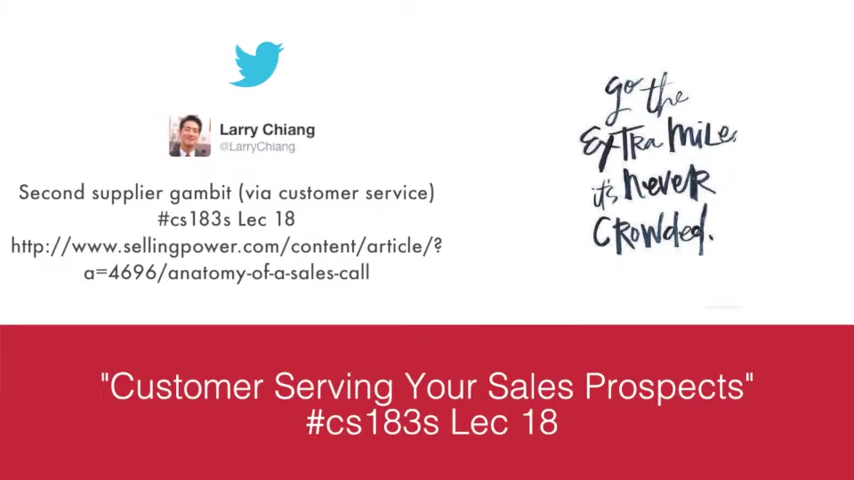 Larry Chiang
@LarryChiang
Second supplier gambit (via customer service)
#cs183s Lec 18
http://www.sellingpower.com/content/article/?
a=4696/anatomy-of-a-sales-call
go the
extra mile.
it's never
crowded.
"Customer Serving Your Sales Prospects"
#cs183s Lec 18